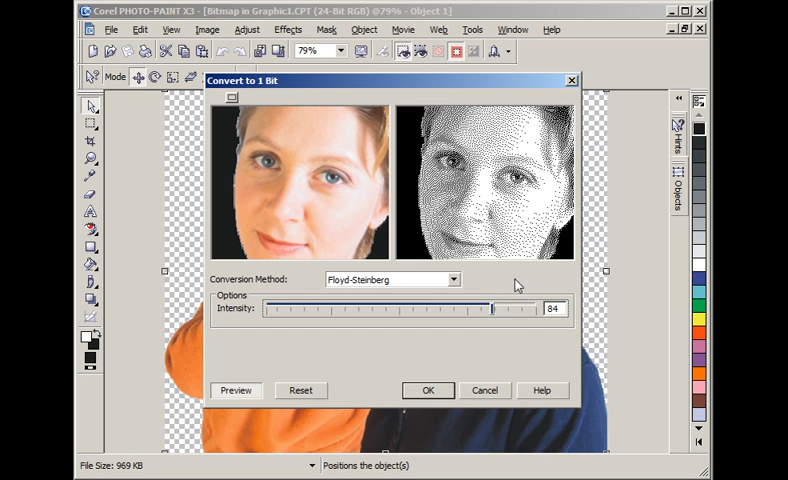 Corel PHOTO-PAINT X3 - [Bitmap in Graphic1.CPT (24-Bit RGB) @79% - Object 1]
File Edit View Image Adjust Effects Mask Object Movie Web Tools Window Help
79%
Mode
Convert to 1 Bit
Hints
Objects
Conversion Method: Floyd-Steinberg
Options
Intensity: 84
Preview Reset OK Cancel Help
File Size: 969 KB Positions the object(s)